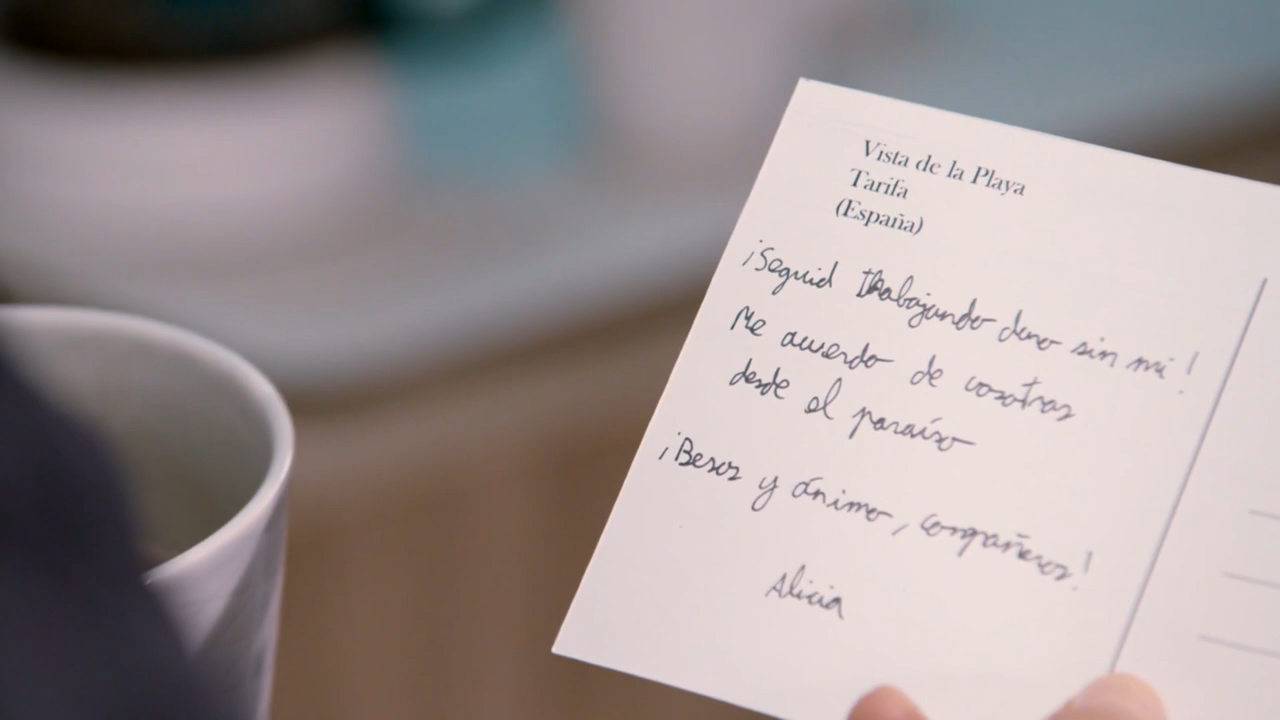 Vista de la Playa
Tarifa
(España)
¡Seguid trabajando duro sin mí!
Me acuerdo de vosotros
desde el paraíso
¡Besos y ánimo, compañeros!
Alicia